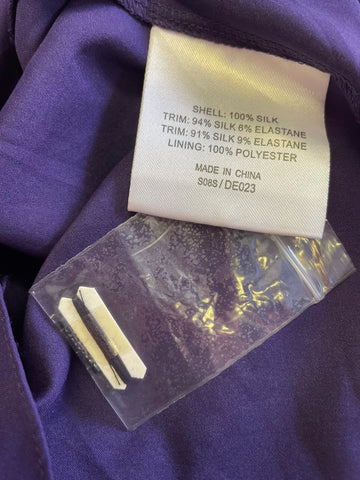 SHELL: 100% SILK
TRIM: 94% SILK 6% ELASTANE
TRIM: 91% SILK 9% ELASTANE
LINING: 100% POLYESTER
MADE IN CHINA
S08S/DE023